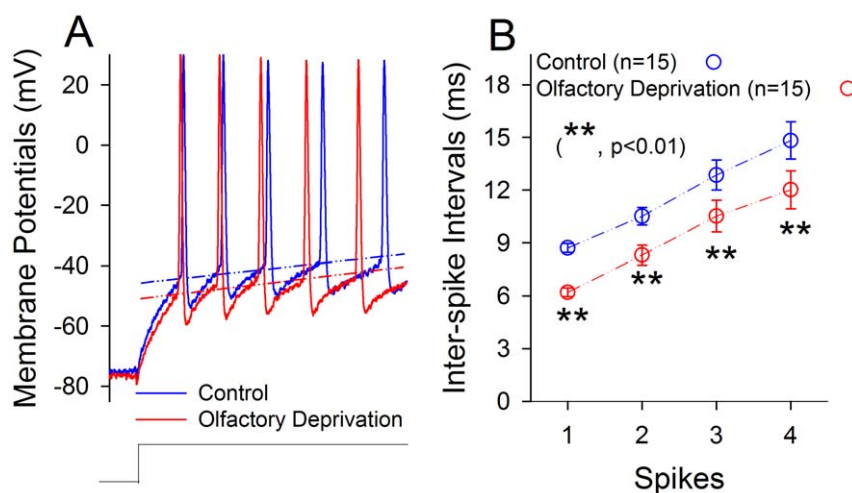 A
Membrane Potentials (mV)
20
0
-20
-40
-60
-80
Control
Olfactory Deprivation
B
Control (n=15)
Olfactory Deprivation (n=15)
(**, p<0.01)
Inter-spike Intervals (ms)
18
15
12
9
6
3
0
**
**
**
**
1 2 3 4
Spikes